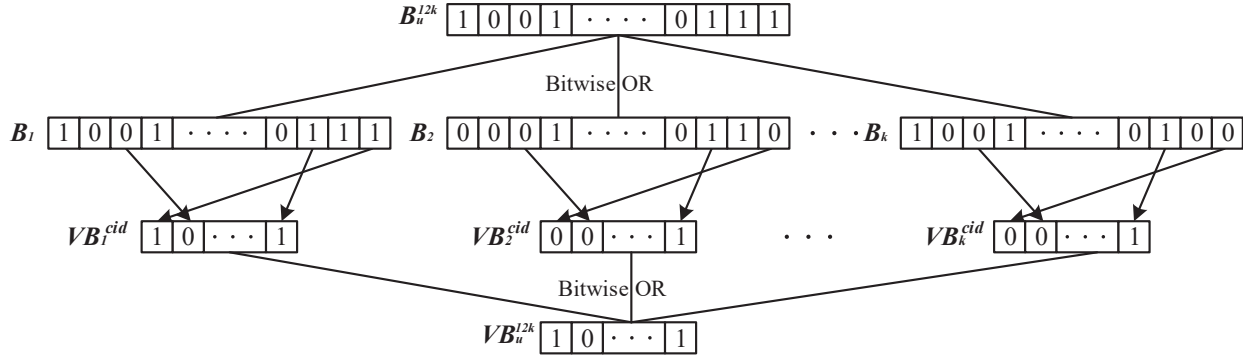 B_u^{12k} 1 0 0 1 · · · · 0 1 1 1
Bitwise OR
B_1 1 0 0 1 · · · · 0 1 1 1 B_2 0 0 0 1 · · · · 0 1 1 0 · · · B_k 1 0 0 1 · · · · 0 1 0 0
VB_1^{cid} 1 0 · · · 1 VB_2^{cid} 0 0 · · · 1 · · · VB_k^{cid} 0 0 · · · 1
Bitwise OR
VB_u^{12k} 1 0 · · · 1